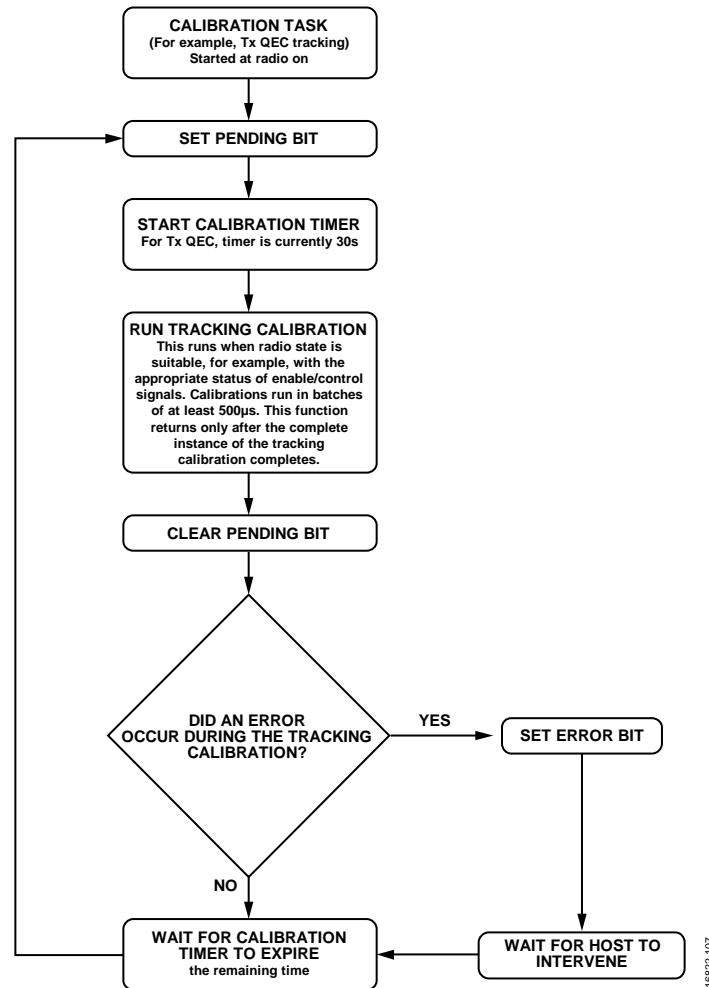 CALIBRATION TASK
(For example, Tx QEC tracking)
Started at radio on
SET PENDING BIT
START CALIBRATION TIMER
For Tx QEC, timer is currently 30s
RUN TRACKING CALIBRATION
This runs when radio state is
suitable, for example, with the
appropriate status of enable/control
signals. Calibrations run in batches
of at least 500µs. This function
returns only after the complete
instance of the tracking
calibration completes.
CLEAR PENDING BIT
DID AN ERROR
OCCUR DURING THE TRACKING
CALIBRATION?
YES
SET ERROR BIT
NO
WAIT FOR CALIBRATION
TIMER TO EXPIRE
the remaining time
WAIT FOR HOST TO
INTERVENE
16822-107